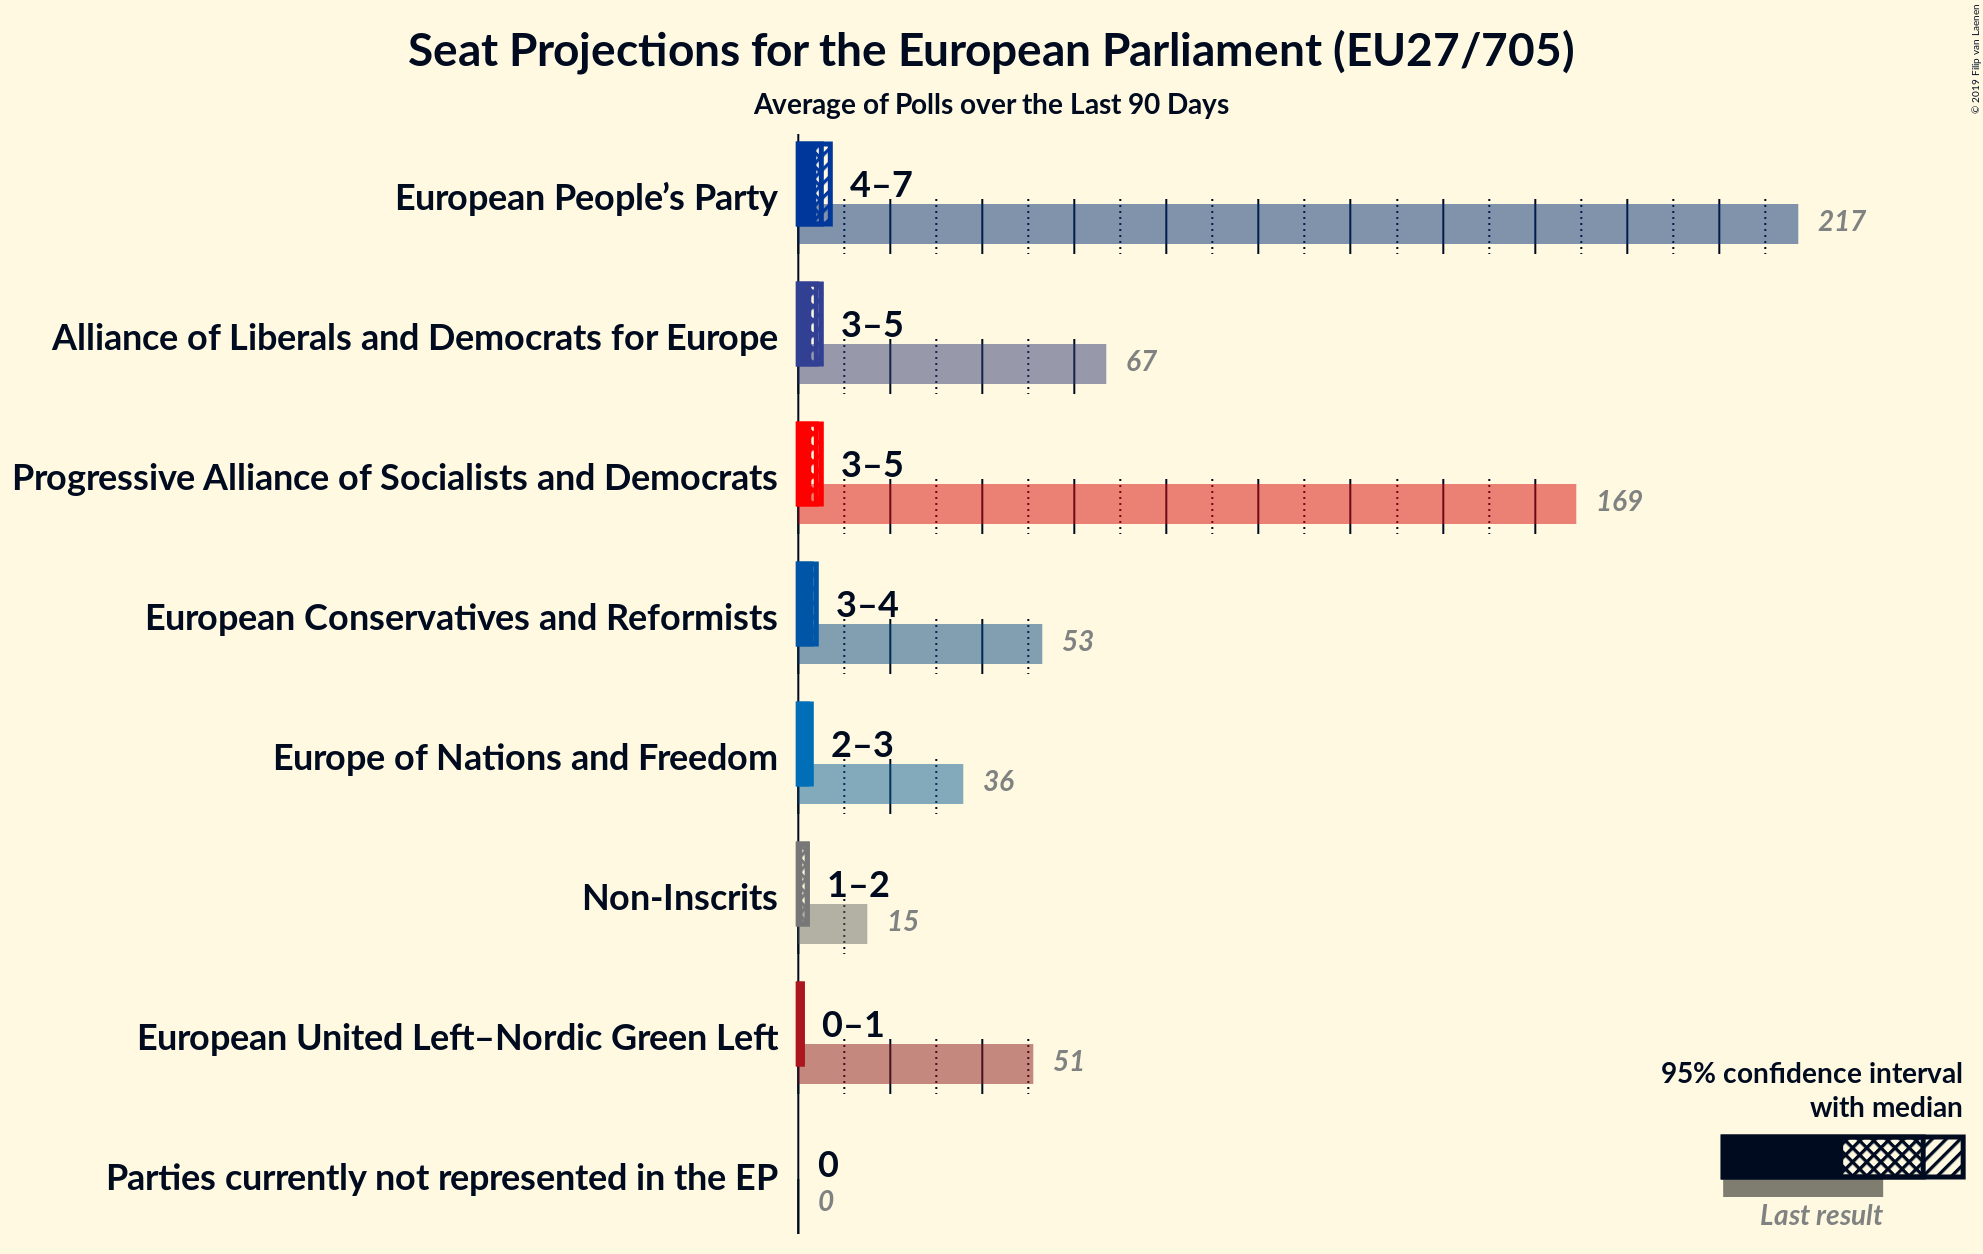 Seat Projections for the European Parliament (EU27/705)
Average of Polls over the Last 90 Days
© 2019 Filip van Laenen
European People’s Party
4–7
217
Alliance of Liberals and Democrats for Europe
3–5
67
Progressive Alliance of Socialists and Democrats
3–5
169
European Conservatives and Reformists
3–4
53
Europe of Nations and Freedom
2–3
36
Non-Inscrits
1–2
15
European United Left–Nordic Green Left
0–1
51
Parties currently not represented in the EP
0
0
95% confidence interval
with median
Last result